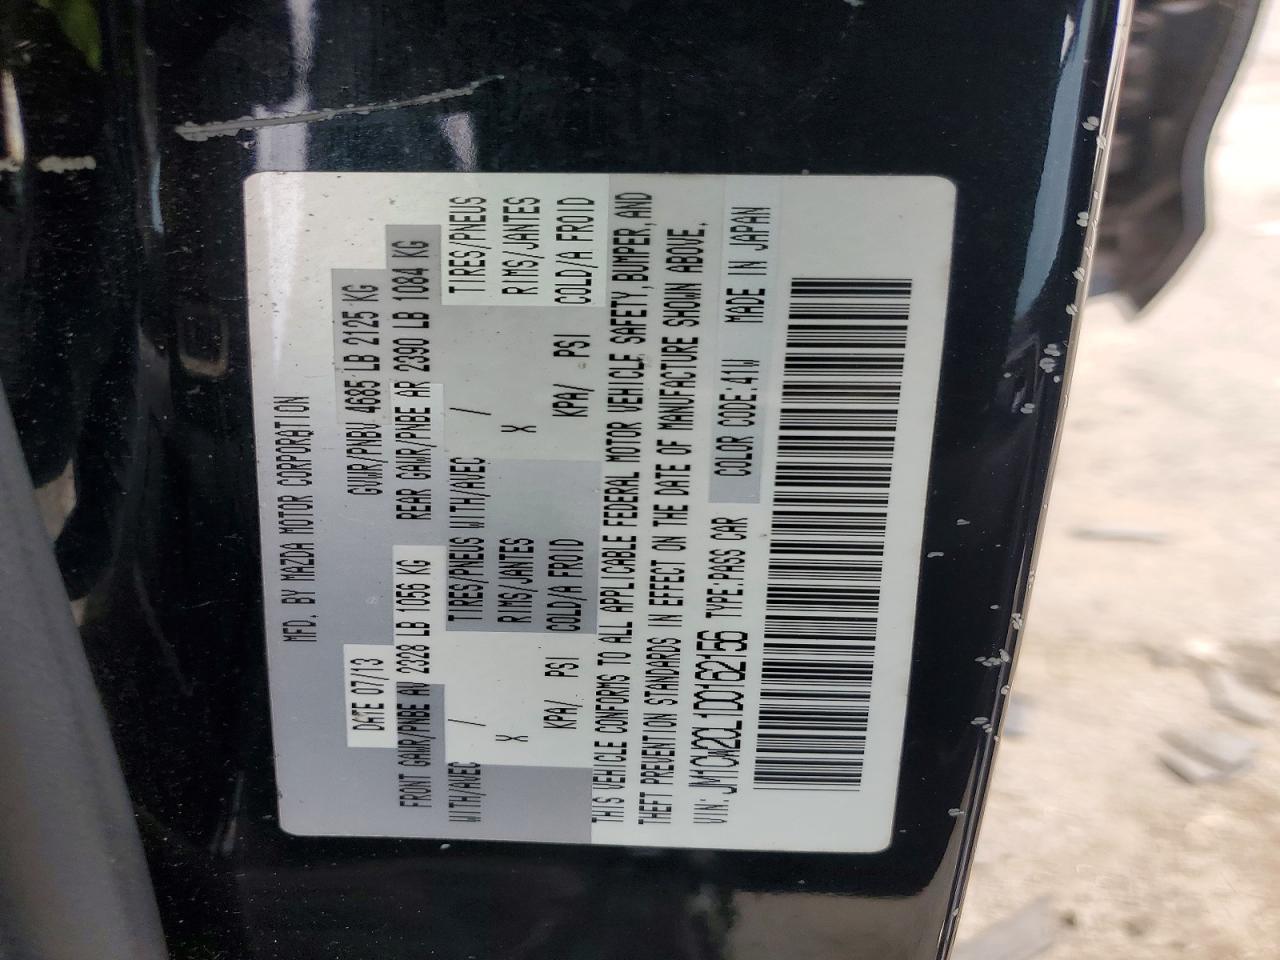 MFD. BY MAZDA MOTOR CORPORATION
DATE 07/13 GVWR/PNBV 4685 LB 2125 KG
FRONT GAWR/PNBE AV 2328 LB 1056 KG REAR GAWR/PNBE AR 2390 LB 1084 KG
WITH/AVEC / TIRES/PNEUS WITH/AVEC / TIRES/PNEUS
X RIMS/JANTES X RIMS/JANTES
KPA/ PSI COLD/A FROID KPA/ PSI COLD/A FROID
THIS VEHICLE CONFORMS TO ALL APPLICABLE FEDERAL MOTOR VEHICLE SAFETY, BUMPER, AND
THEFT PREVENTION STANDARDS IN EFFECT ON THE DATE OF MANUFACTURE SHOWN ABOVE.
VIN: JM1CW2CL1D0162156 TYPE:PASS CAR COLOR CODE:41W MADE IN JAPAN